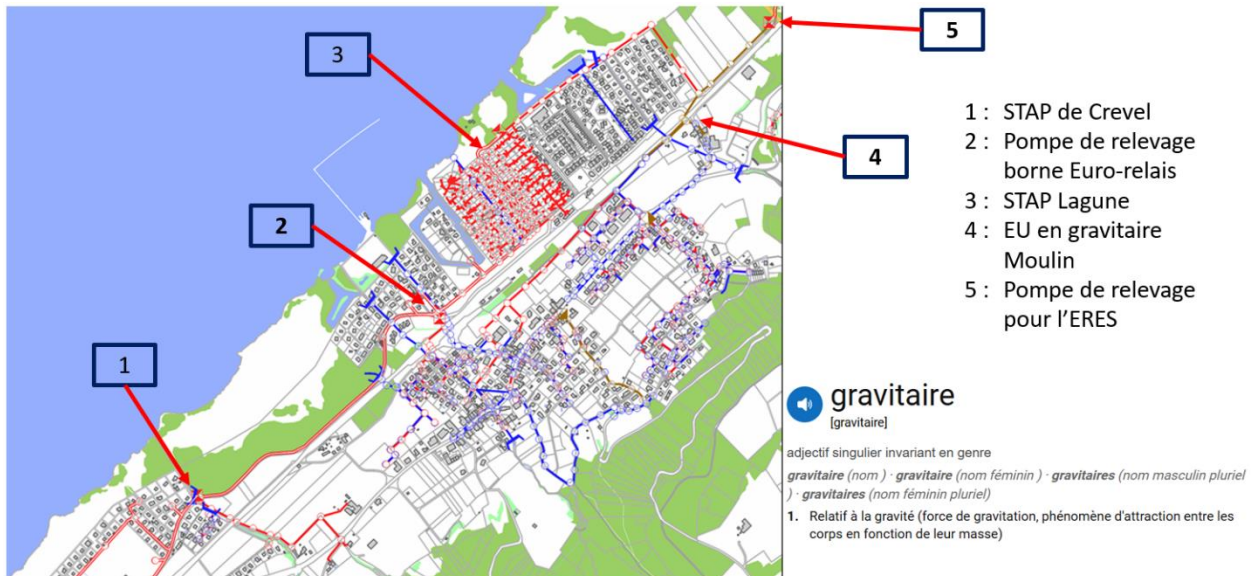 5
3
4
2
1
1 : STAP de Crevel
2 : Pompe de relevage
borne Euro-relais
3 : STAP Lagune
4 : EU en gravitaire
Moulin
5 : Pompe de relevage
pour l’ERES
gravitaire
[gravitaire]
adjectif singulier invariant en genre
gravitaire (nom ) · gravitaire (nom féminin ) · gravitaires (nom masculin pluriel
) · gravitaires (nom féminin pluriel)
1. Relatif à la gravité (force de gravitation, phénomène d'attraction entre les
corps en fonction de leur masse)